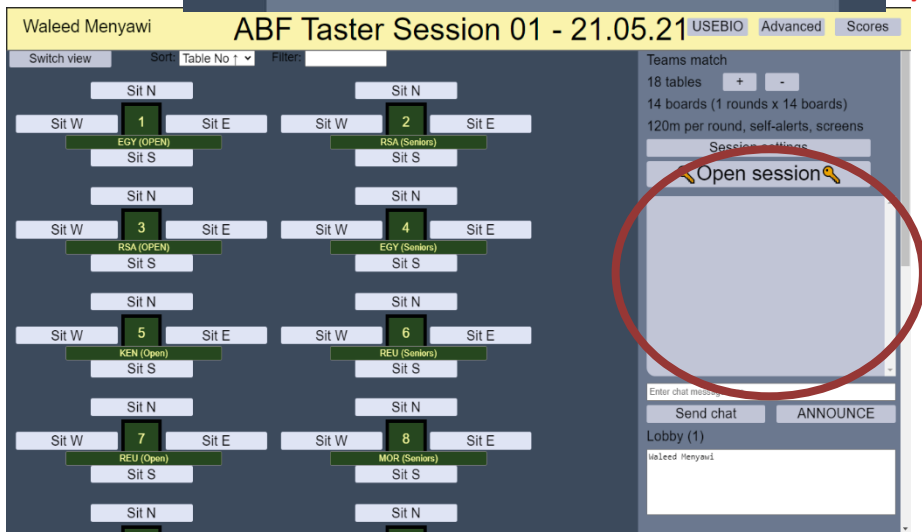 Waleed Menyawi
ABF Taster Session 01 - 21.05.21
USEBIO Advanced Scores
Switch view Sort: Table No ↑ Filter:
Sit N Sit N
Sit W 1 Sit E Sit W 2 Sit E
EGY (OPEN) RSA (Seniors)
Sit S Sit S
Sit N Sit N
Sit W 3 Sit E Sit W 4 Sit E
RSA (OPEN) EGY (Seniors)
Sit S Sit S
Sit N Sit N
Sit W 5 Sit E Sit W 6 Sit E
KEN (Open) REU (Seniors)
Sit S Sit S
Sit N Sit N
Sit W 7 Sit E Sit W 8 Sit E
REU (Open) MOR (Seniors)
Sit S Sit S
Sit N Sit N
Teams match
18 tables + -
14 boards (1 rounds x 14 boards)
120m per round, self-alerts, screens
Session settings
Open session
Enter chat message
Send chat ANNOUNCE
Lobby (1)
Waleed Menyawi